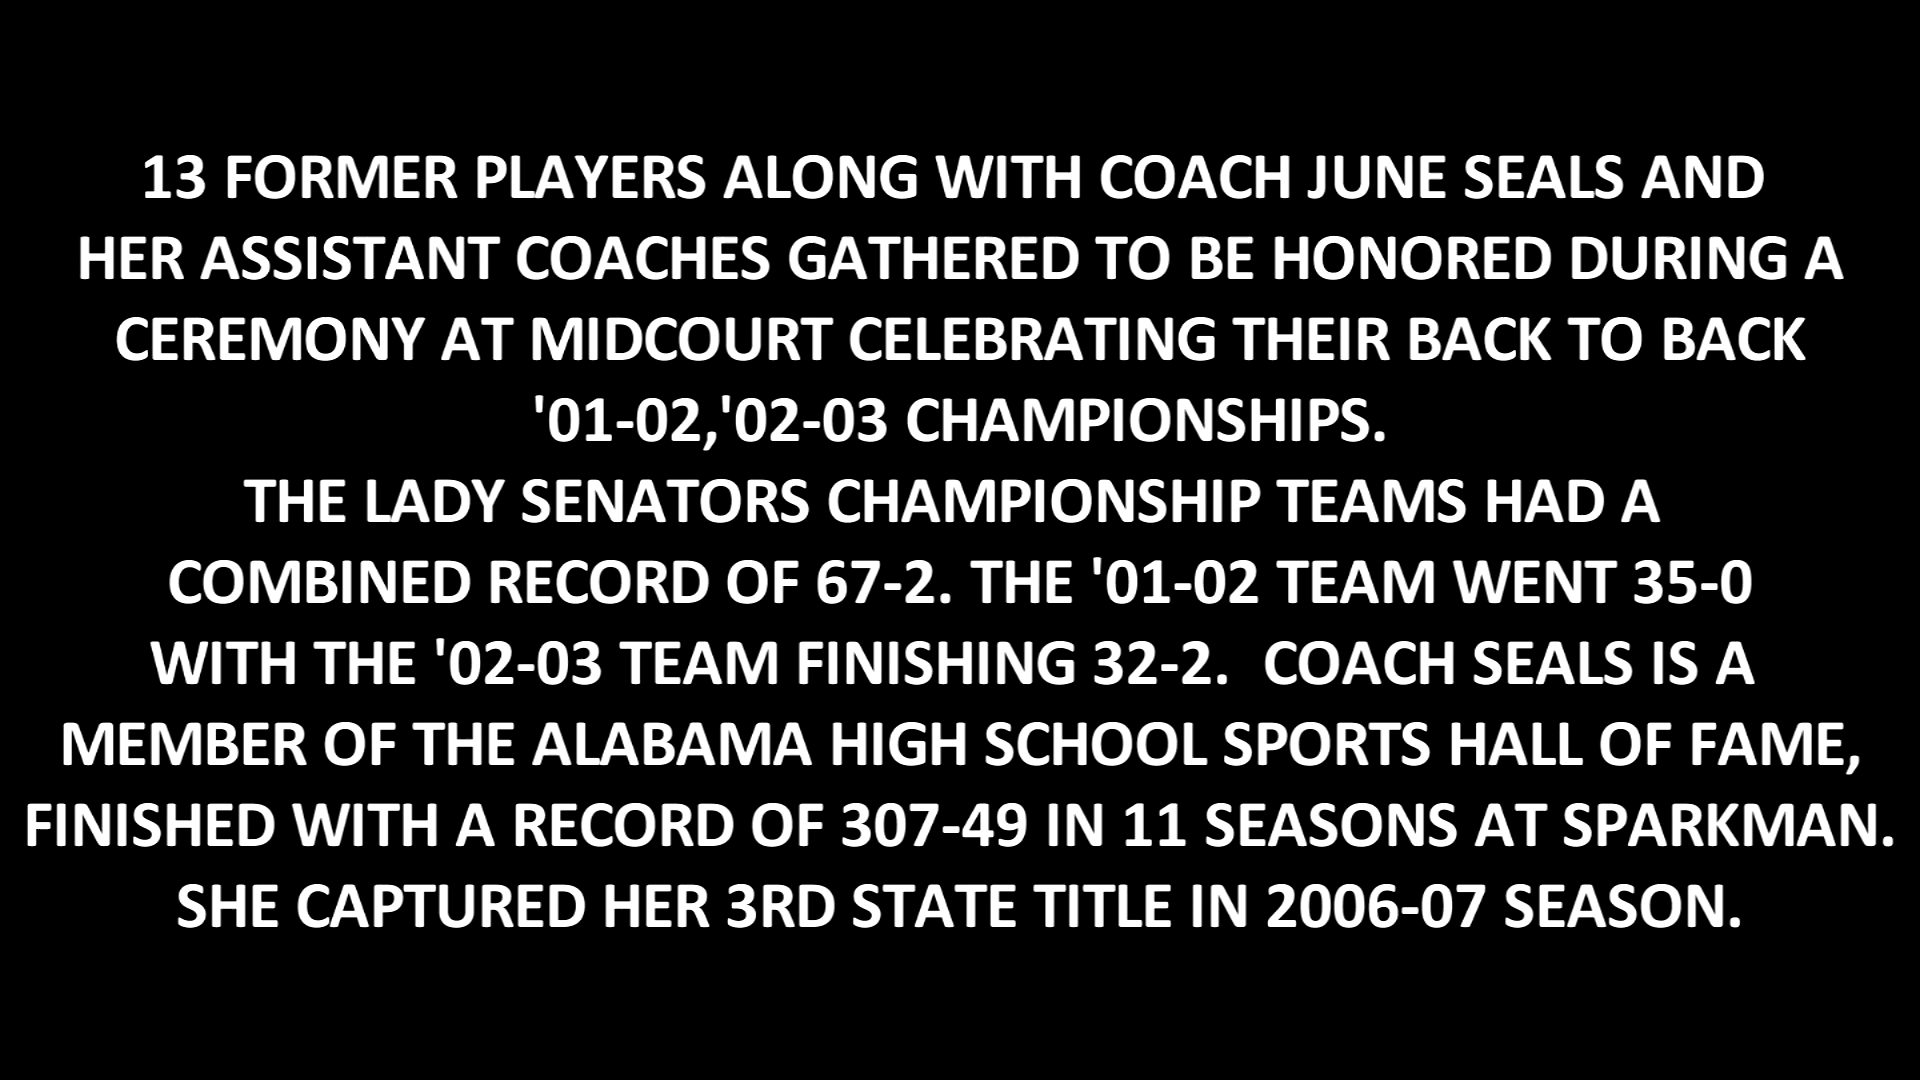 13 FORMER PLAYERS ALONG WITH COACH JUNE SEALS AND
HER ASSISTANT COACHES GATHERED TO BE HONORED DURING A
CEREMONY AT MIDCOURT CELEBRATING THEIR BACK TO BACK
'01-02,'02-03 CHAMPIONSHIPS.
THE LADY SENATORS CHAMPIONSHIP TEAMS HAD A
COMBINED RECORD OF 67-2. THE '01-02 TEAM WENT 35-0
WITH THE '02-03 TEAM FINISHING 32-2.  COACH SEALS IS A
MEMBER OF THE ALABAMA HIGH SCHOOL SPORTS HALL OF FAME,
FINISHED WITH A RECORD OF 307-49 IN 11 SEASONS AT SPARKMAN.
SHE CAPTURED HER 3RD STATE TITLE IN 2006-07 SEASON.